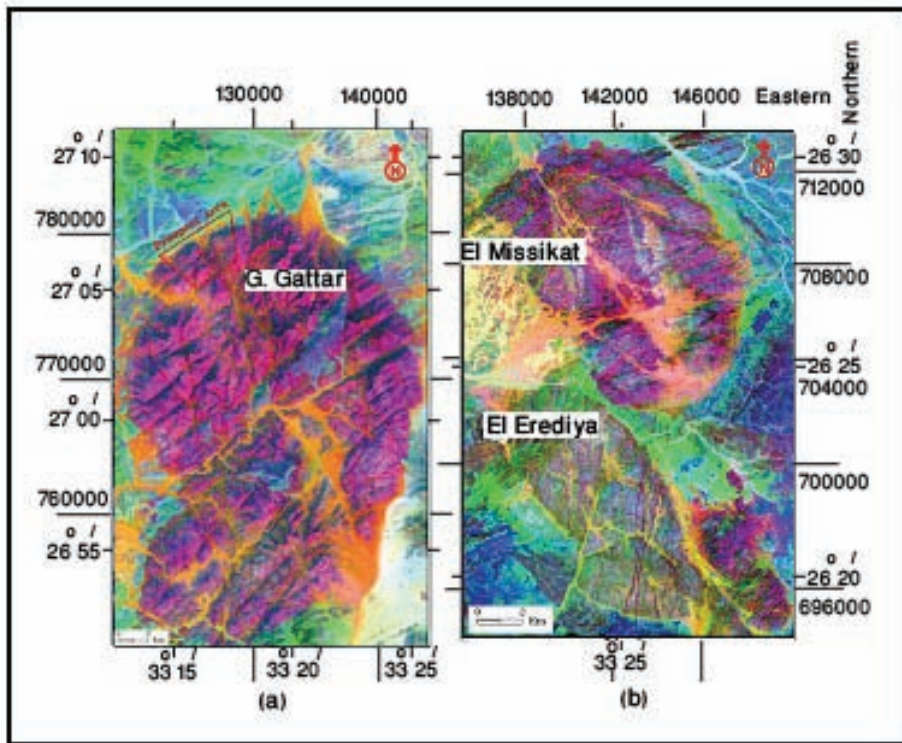 130000 140000
138000 142000 146000 Eastern
Northern
o /
27 10
780000
G. Gattar
27 05
770000
27 00
760000
o /
26 55
o /
33 15
o /
33 20
o /
33 25
(a)
o /
26 30
712000
El Missikat
708000
o /
26 25
704000
El Erediya
700000
o /
26 20
696000
Km
o /
33 25
(b)